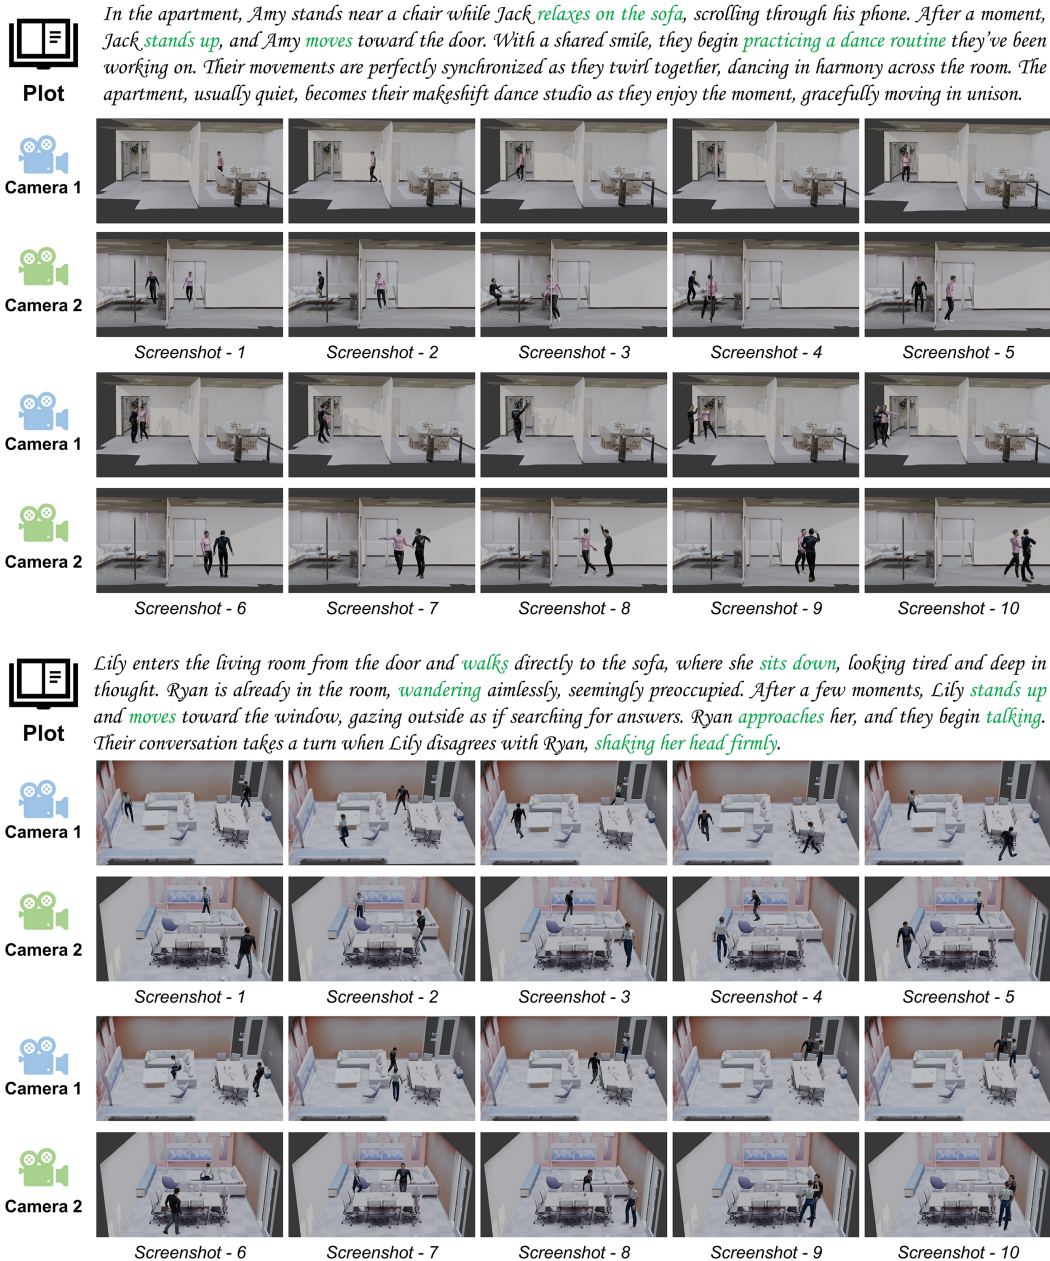 In the apartment, Amy stands near a chair while Jack relaxes on the sofa, scrolling through his phone. After a moment,
Jack stands up, and Amy moves toward the door. With a shared smile, they begin practicing a dance routine they've been
working on. Their movements are perfectly synchronized as they twirl together, dancing in harmony across the room. The
apartment, usually quiet, becomes their makeshift dance studio as they enjoy the moment, gracefully moving in unison.
Plot
Camera 1
Camera 2
Screenshot - 1
Screenshot - 2
Screenshot - 3
Screenshot - 4
Screenshot - 5
Camera 1
Camera 2
Screenshot - 6
Screenshot - 7
Screenshot - 8
Screenshot - 9
Screenshot - 10
Lily enters the living room from the door and walks directly to the sofa, where she sits down, looking tired and deep in
thought. Ryan is already in the room, wandering aimlessly, seemingly preoccupied. After a few moments, Lily stands up
and moves toward the window, gazing outside as if searching for answers. Ryan approaches her, and they begin talking.
Their conversation takes a turn when Lily disagrees with Ryan, shaking her head firmly.
Plot
Camera 1
Camera 2
Screenshot - 1
Screenshot - 2
Screenshot - 3
Screenshot - 4
Screenshot - 5
Camera 1
Camera 2
Screenshot - 6
Screenshot - 7
Screenshot - 8
Screenshot - 9
Screenshot - 10